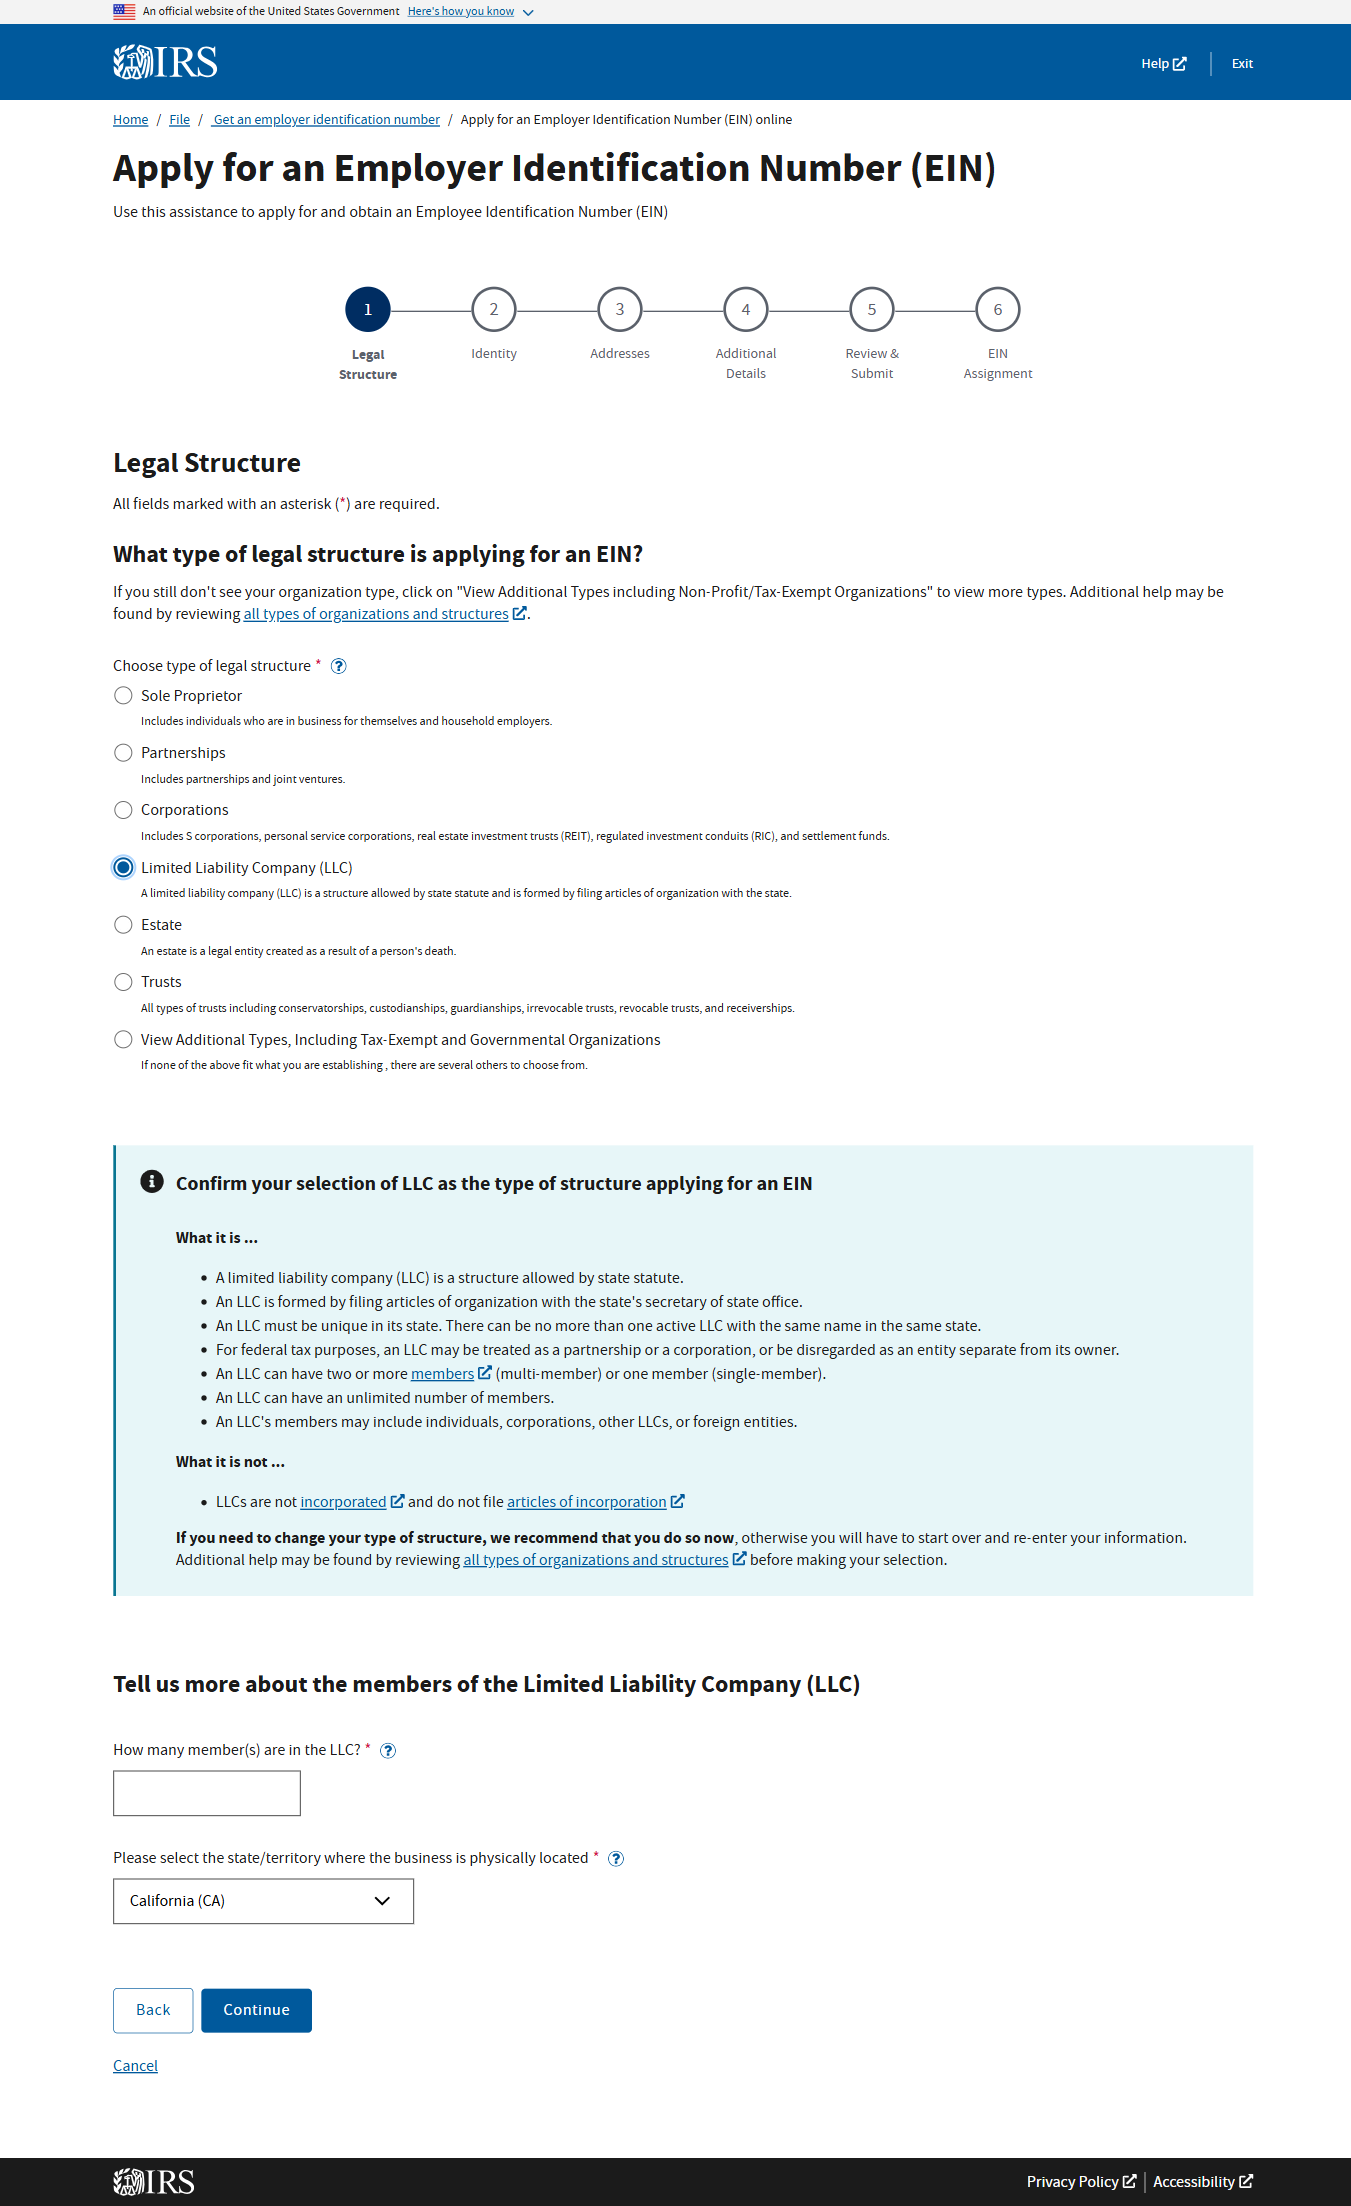 An official website of the United States Government Here's how you know
IRS
Help
Exit
Home / File / Get an employer identification number / Apply for an Employer Identification Number (EIN) online
Apply for an Employer Identification Number (EIN)
Use this assistance to apply for and obtain an Employee Identification Number (EIN)
1 2 3 4 5 6
Legal Identity Addresses Additional Review & EIN
Structure Details Submit Assignment
Legal Structure
All fields marked with an asterisk (*) are required.
What type of legal structure is applying for an EIN?
If you still don't see your organization type, click on "View Additional Types including Non-Profit/Tax-Exempt Organizations" to view more types. Additional help may be
found by reviewing all types of organizations and structures.
Choose type of legal structure * ?
Sole Proprietor
Includes individuals who are in business for themselves and household employers.
Partnerships
Includes partnerships and joint ventures.
Corporations
Includes S corporations, personal service corporations, real estate investment trusts (REIT), regulated investment conduits (RIC), and settlement funds.
Limited Liability Company (LLC)
A limited liability company (LLC) is a structure allowed by state statute and is formed by filing articles of organization with the state.
Estate
An estate is a legal entity created as a result of a person's death.
Trusts
All types of trusts including conservatorships, custodianships, guardianships, irrevocable trusts, revocable trusts, and receiverships.
View Additional Types, Including Tax-Exempt and Governmental Organizations
If none of the above fit what you are establishing , there are several others to choose from.
Confirm your selection of LLC as the type of structure applying for an EIN
What it is ...
• A limited liability company (LLC) is a structure allowed by state statute.
• An LLC is formed by filing articles of organization with the state's secretary of state office.
• An LLC must be unique in its state. There can be no more than one active LLC with the same name in the same state.
• For federal tax purposes, an LLC may be treated as a partnership or a corporation, or be disregarded as an entity separate from its owner.
• An LLC can have two or more members (multi-member) or one member (single-member).
• An LLC can have an unlimited number of members.
• An LLC's members may include individuals, corporations, other LLCs, or foreign entities.
What it is not ...
• LLCs are not incorporated and do not file articles of incorporation
If you need to change your type of structure, we recommend that you do so now, otherwise you will have to start over and re-enter your information.
Additional help may be found by reviewing all types of organizations and structures before making your selection.
Tell us more about the members of the Limited Liability Company (LLC)
How many member(s) are in the LLC? * ?
Please select the state/territory where the business is physically located * ?
California (CA)
Back Continue
Cancel
IRS
Privacy Policy | Accessibility